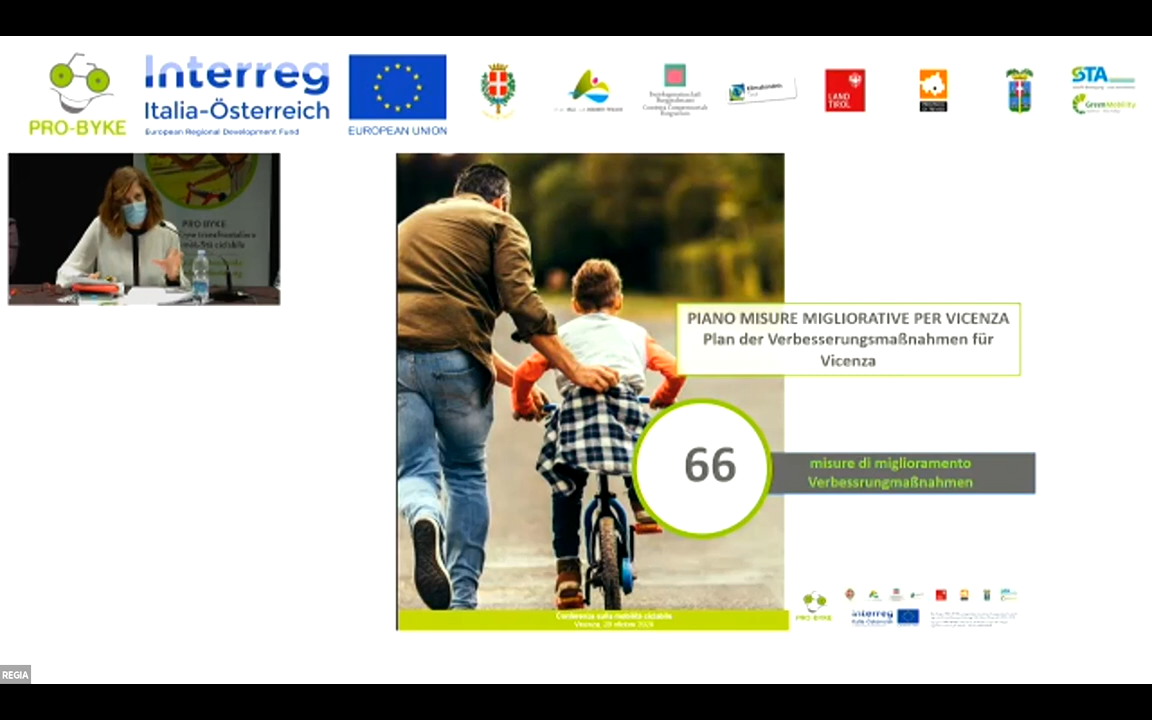 Interreg
PRO-BYKE
Italia-Österreich
European Regional Development Fund
EUROPEAN UNION
LAND
TIROL
STA
GreenMobility
PRO BYKE
PIANO MISURE MIGLIORATIVE PER VICENZA
Plan der Verbesserungsmaßnahmen für
Vicenza
66
misure di miglioramento
Verbessrungmaßnahmen
Conferenza sulla mobilità ciclabile
PRO-BYKE
Interreg
Italia-Österreich
REGIA